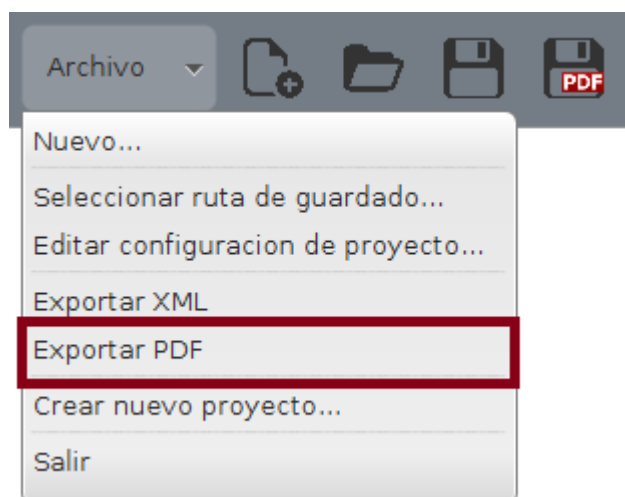 Archivo
PDF
Nuevo...
Seleccionar ruta de guardado...
Editar configuracion de proyecto...
Exportar XML
Exportar PDF
Crear nuevo proyecto...
Salir